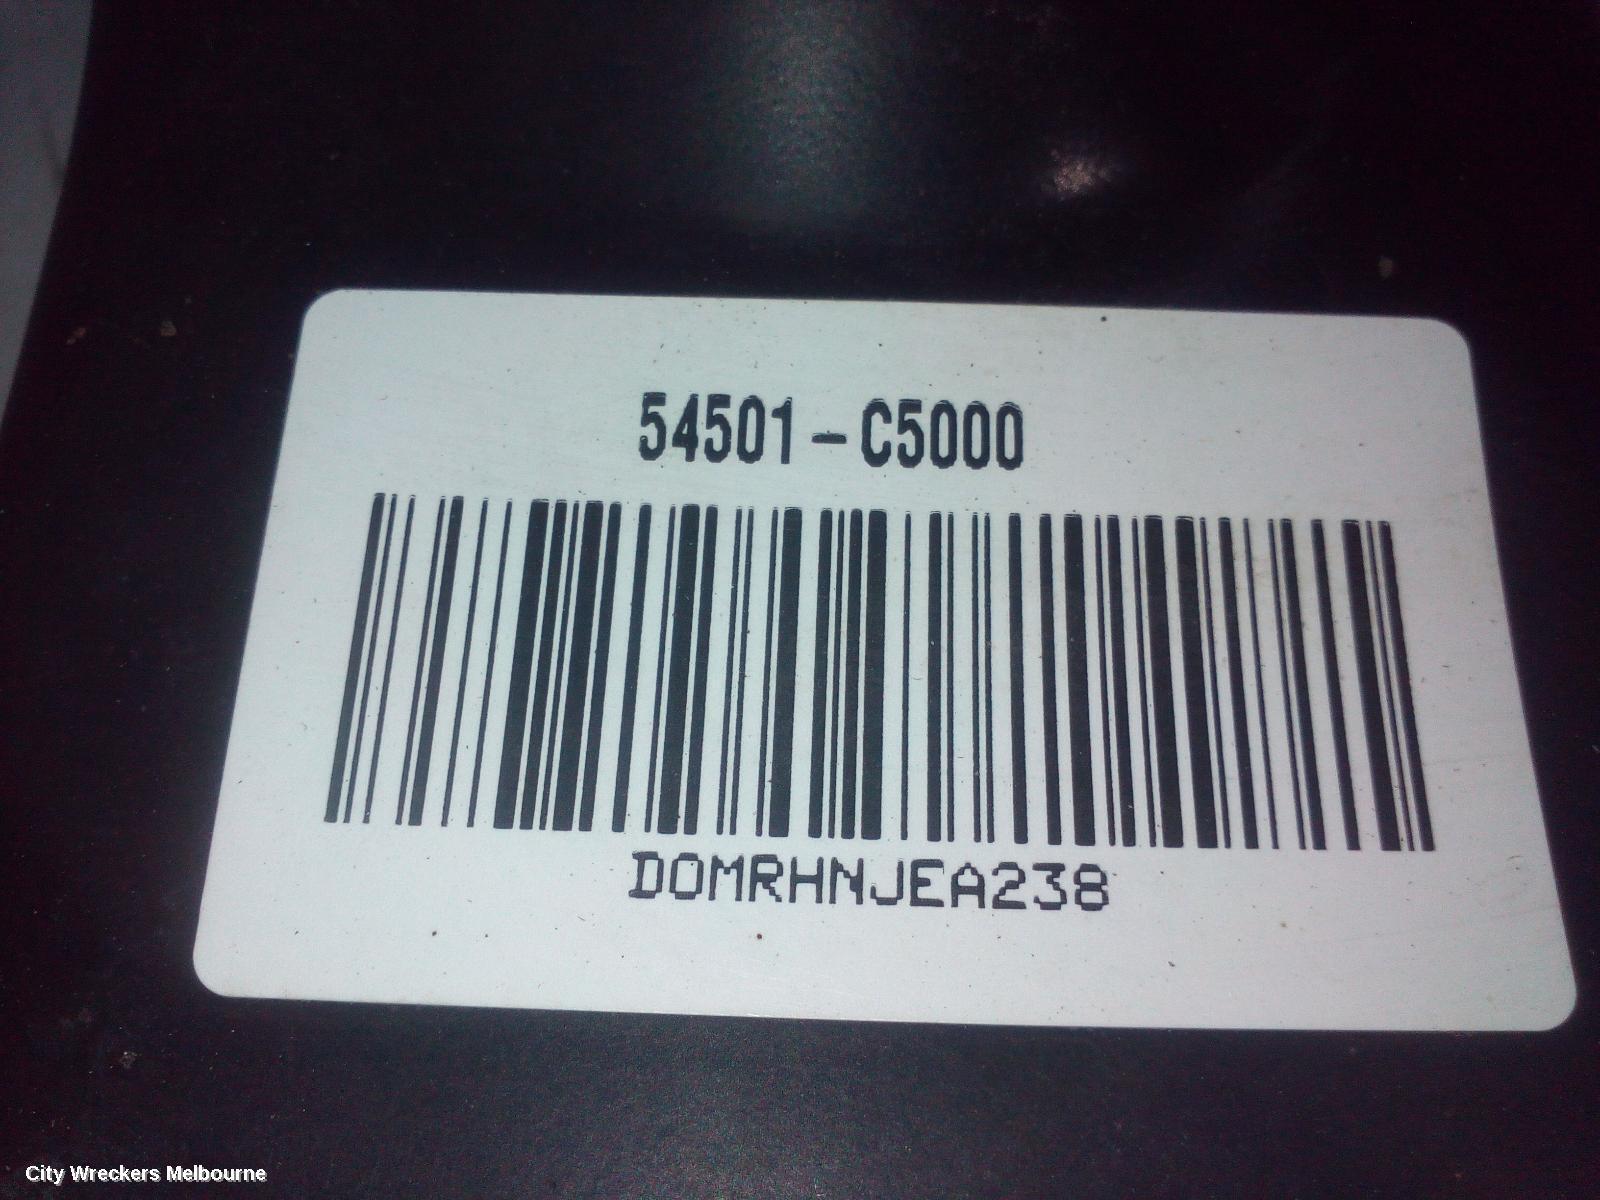 54501-C5000
DOMRHNJEA238
City Wreckers Melbourne